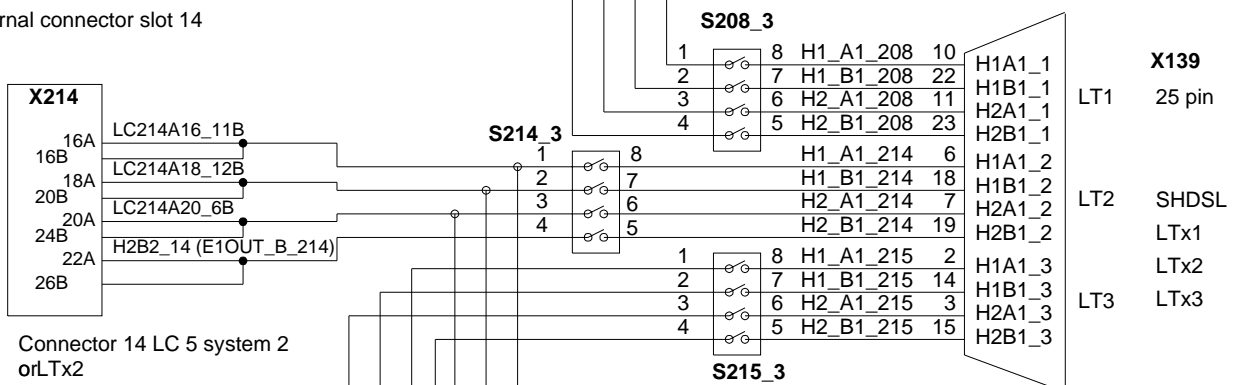 rnal connector slot 14
S208_3
1 8 H1_A1_208 10 H1A1_1
2 7 H1_B1_208 22 H1B1_1
3 6 H2_A1_208 11 H2A1_1
4 5 H2_B1_208 23 H2B1_1
LT1
X139
25 pin
X214
16A LC214A16_11B
16B
18A LC214A18_12B
20B
20A LC214A20_6B
24B
22A H2B2_14 (E1OUT_B_214)
26B
S214_3
1 8 H1_A1_214 6 H1A1_2
2 7 H1_B1_214 18 H1B1_2
3 6 H2_A1_214 7 H2A1_2
4 5 H2_B1_214 19 H2B1_2
LT2
SHDSL
LTx1
LTx2
LTx3
1 8 H1_A1_215 2 H1A1_3
2 7 H1_B1_215 14 H1B1_3
3 6 H2_A1_215 3 H2A1_3
4 5 H2_B1_215 15 H2B1_3
LT3
S215_3
Connector 14 LC 5 system 2
orLTx2